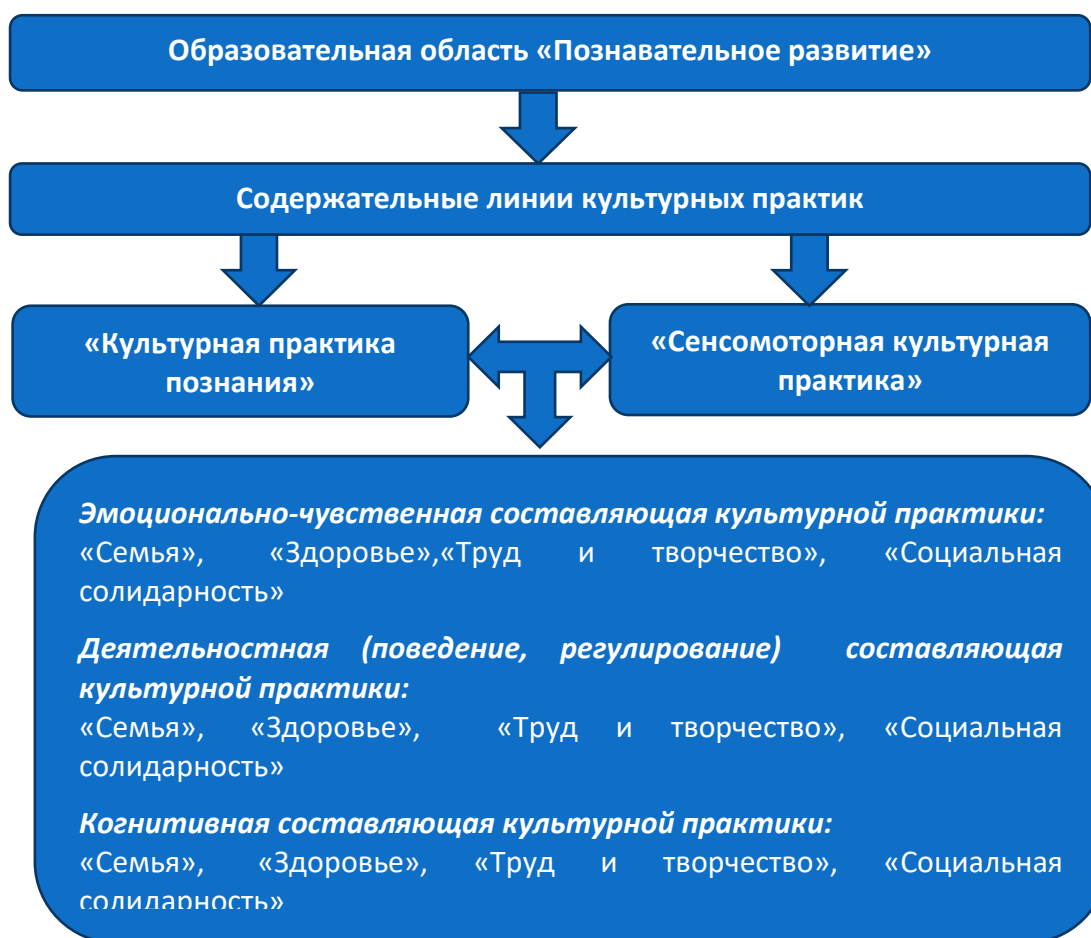 Образовательная область «Познавательное развитие»
Содержательные линии культурных практик
«Культурная практика
познания»
«Сенсомоторная культурная
практика»
Эмоционально-чувственная составляющая культурной практики:
«Семья», «Здоровье»,«Труд и творчество», «Социальная
солидарность»
Деятельностная (поведение, регулирование) составляющая
культурной практики:
«Семья», «Здоровье», «Труд и творчество», «Социальная
солидарность»
Когнитивная составляющая культурной практики:
«Семья», «Здоровье», «Труд и творчество», «Социальная
солидарность»